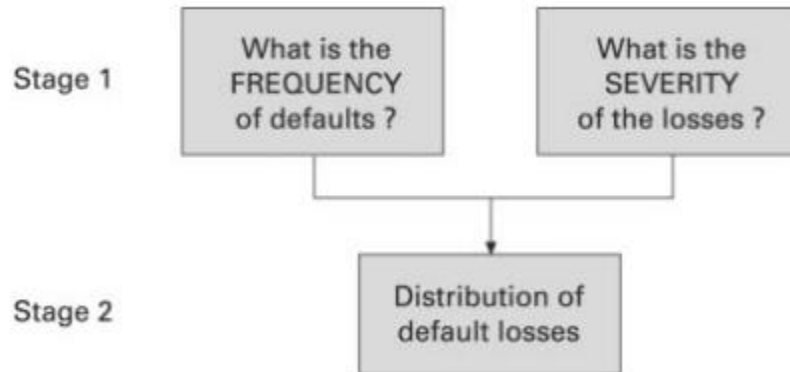 Stage 1
What is the
FREQUENCY
of defaults ?
What is the
SEVERITY
of the losses ?
Stage 2
Distribution of
default losses